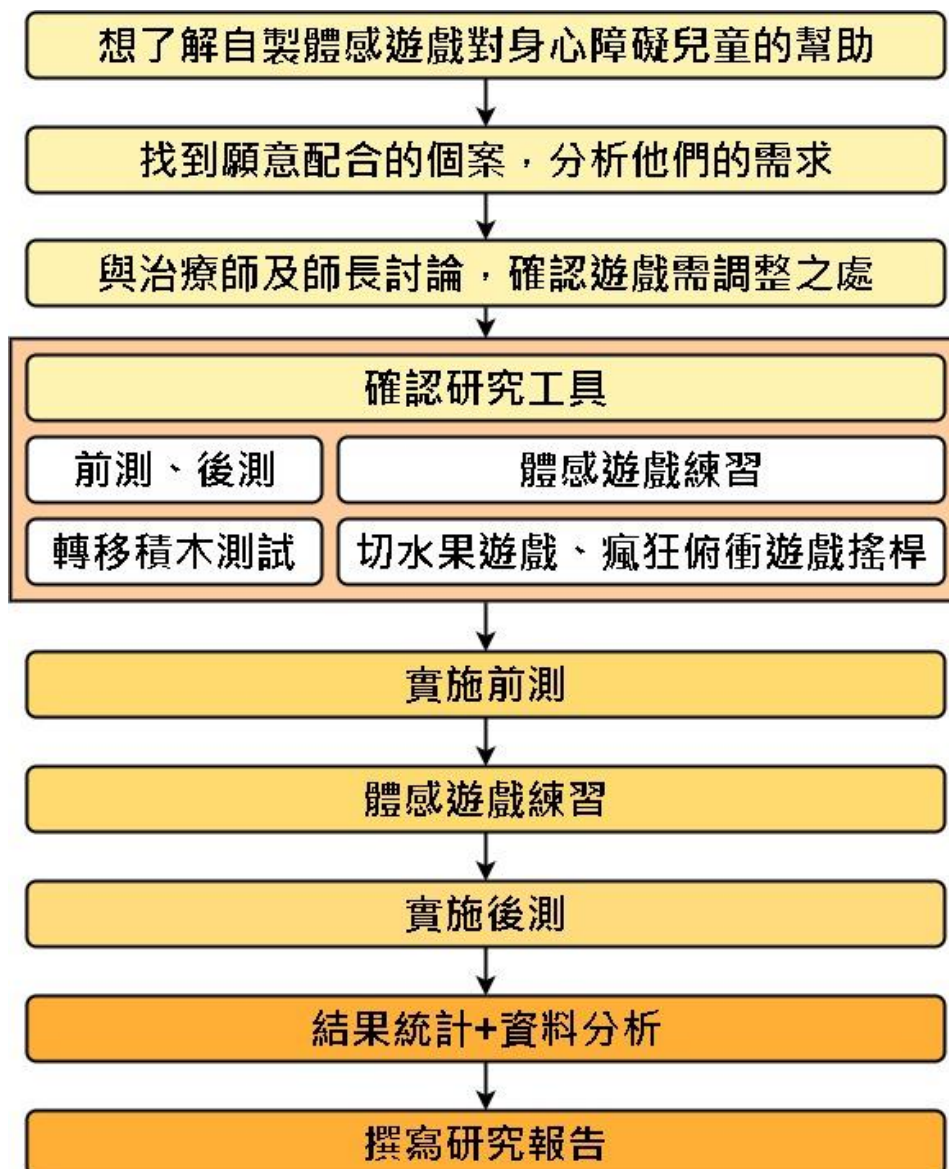 想了解自製體感遊戲對身心障礙兒童的幫助
找到願意配合的個案，分析他們的需求
與治療師及師長討論，確認遊戲需調整之處
確認研究工具
前測、後測
體感遊戲練習
轉移積木測試
切水果遊戲、瘋狂俯衝遊戲搖桿
實施前測
體感遊戲練習
實施後測
結果統計+資料分析
撰寫研究報告